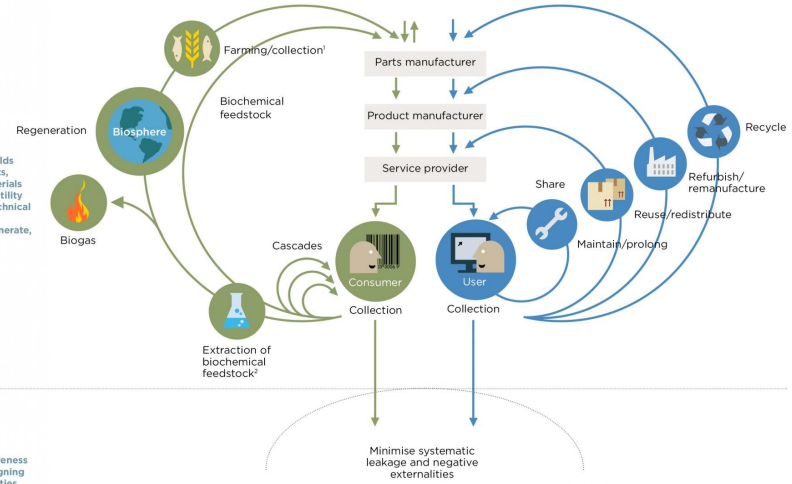 Farming/collection¹
Parts manufacturer
Biochemical
feedstock
Product manufacturer
Regeneration
Biosphere
Recycle
Service provider
Refurbish/
remanufacture
Share
Reuse/redistribute
Biogas
Maintain/prolong
Cascades
Consumer
User
Collection
Collection
Extraction of
biochemical
feedstock²
Minimise systematic
leakage and negative
externalities